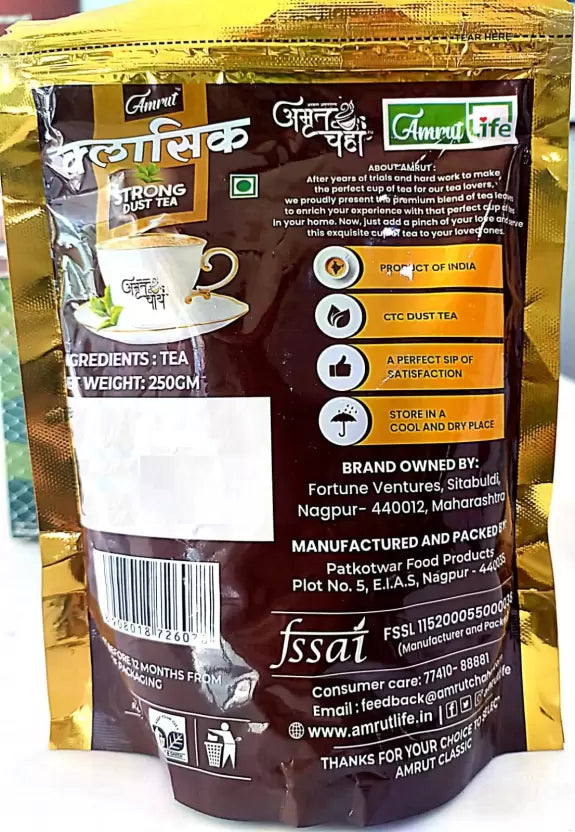 TEAR HERE
Amrut
क्लासिक
STRONG
DUST TEA
अमृत
चहा
Amrut Life
ABOUT AMRUT :
After years of trials and hard work to make
the perfect cup of tea for our tea lovers,
we proudly present the premium blend of tea
to enrich your experience with that perfect cup of
in your home. Now, just add a pinch of your love and
this exquisite cup of tea to your loved ones.
अमृत
चाय
PRODUCT OF INDIA
CTC DUST TEA
A PERFECT SIP OF
SATISFACTION
STORE IN A
COOL AND DRY PLACE
GREDIENTS : TEA
ET WEIGHT: 250GM
BRAND OWNED BY:
Fortune Ventures, Sitabuldi,
Nagpur- 440012, Maharashtra
MANUFACTURED AND PACKED BY
Patkotwar Food Products
Plot No. 5, E.I.A.S, Nagpur - 440035
fssai
FSSL
(Manufacturer and
BEFORE 12 MONTHS FROM
PACKAGING
Consumer care: 77410- 88881
Email : feedback@amrutchah
www.amrutlife.in
amrutlife
THANKS FOR YOUR CHOICE TO SELECT
AMRUT CLASSIC